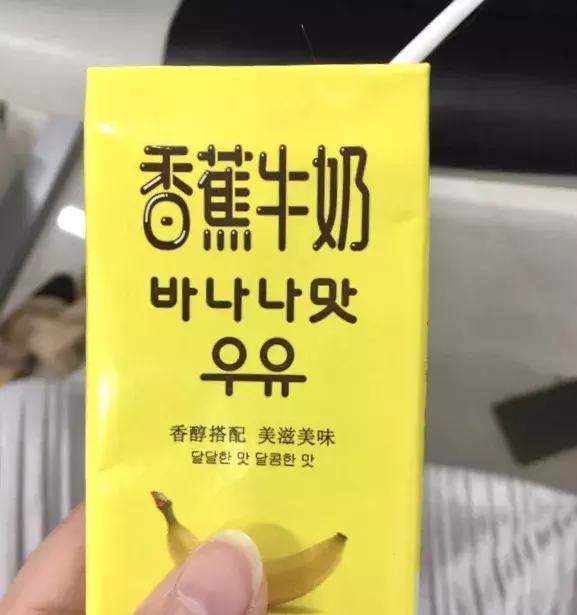 香蕉牛奶
바나나맛
우유
香醇搭配 美滋美味
달달한 맛 달콤한 맛